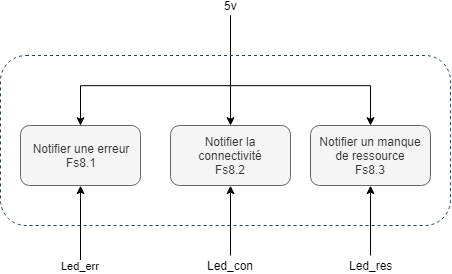 5v
Notifier une erreur
Fs8.1
Notifier la
connectivité
Fs8.2
Notifier un manque
de ressource
Fs8.3
Led_err
Led_con
Led_res